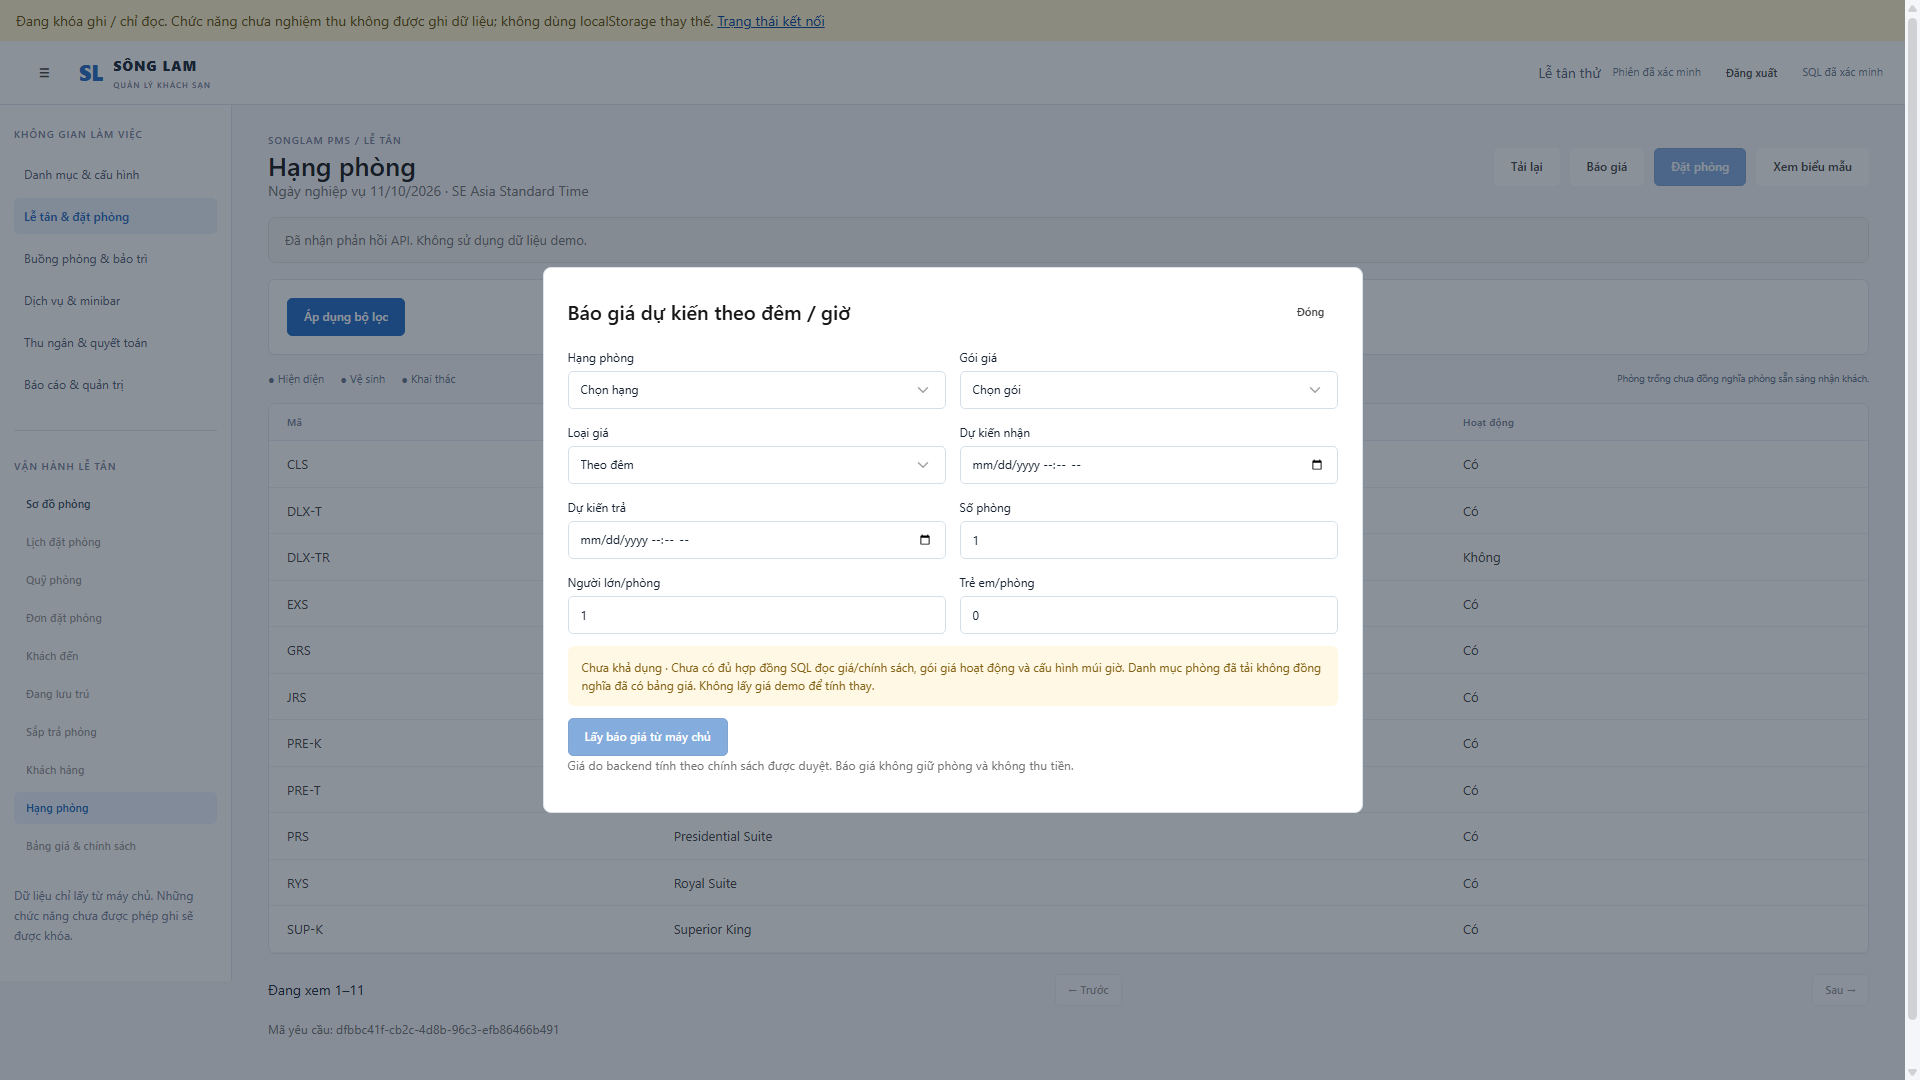 Đang khóa ghi / chỉ đọc. Chức năng chưa nghiệm thu không được ghi dữ liệu; không dùng localStorage thay thế. Trạng thái kết nối
☰
SL
SÔNG LAM
QUẢN LÝ KHÁCH SẠN
Lễ tân thử
Phiên đã xác minh
Đăng xuất
SQL đã xác minh
KHÔNG GIAN LÀM VIỆC
Danh mục & cấu hình
Lễ tân & đặt phòng
Buồng phòng & bảo trì
Dịch vụ & minibar
Thu ngân & quyết toán
Báo cáo & quản trị
VẬN HÀNH LỄ TÂN
Sơ đồ phòng
Lịch đặt phòng
Quỹ phòng
Đơn đặt phòng
Khách đến
Đang lưu trú
Sắp trả phòng
Khách hàng
Hạng phòng
Bảng giá & chính sách
Dữ liệu chỉ lấy từ máy chủ. Những
chức năng chưa được phép ghi sẽ
được khóa.
SONGLAM PMS / LỄ TÂN
Hạng phòng
Ngày nghiệp vụ 11/10/2026 · SE Asia Standard Time
Tải lại
Báo giá
Đặt phòng
Xem biểu mẫu
Đã nhận phản hồi API. Không sử dụng dữ liệu demo.
Áp dụng bộ lọc
● Hiện diện
● Vệ sinh
● Khai thác
Phòng trống chưa đồng nghĩa phòng sẵn sàng nhận khách.
Mã
Hoạt động
CLS
Có
DLX-T
Có
DLX-TR
Không
EXS
Có
GRS
Có
JRS
Có
PRE-K
Có
PRE-T
Có
PRS
Presidential Suite
Có
RYS
Royal Suite
Có
SUP-K
Superior King
Có
Đang xem 1–11
← Trước
Sau →
Mã yêu cầu: dfbbc41f-cb2c-4d8b-96c3-efb86466b491
Báo giá dự kiến theo đêm / giờ
Đóng
Hạng phòng
Gói giá
Chọn hạng
Chọn gói
Loại giá
Dự kiến nhận
Theo đêm
mm/dd/yyyy --:-- --
Dự kiến trả
Số phòng
mm/dd/yyyy --:-- --
1
Người lớn/phòng
Trẻ em/phòng
1
0
Chưa khả dụng · Chưa có đủ hợp đồng SQL đọc giá/chính sách, gói giá hoạt động và cấu hình múi giờ. Danh mục phòng đã tải không đồng
nghĩa đã có bảng giá. Không lấy giá demo để tính thay.
Lấy báo giá từ máy chủ
Giá do backend tính theo chính sách được duyệt. Báo giá không giữ phòng và không thu tiền.